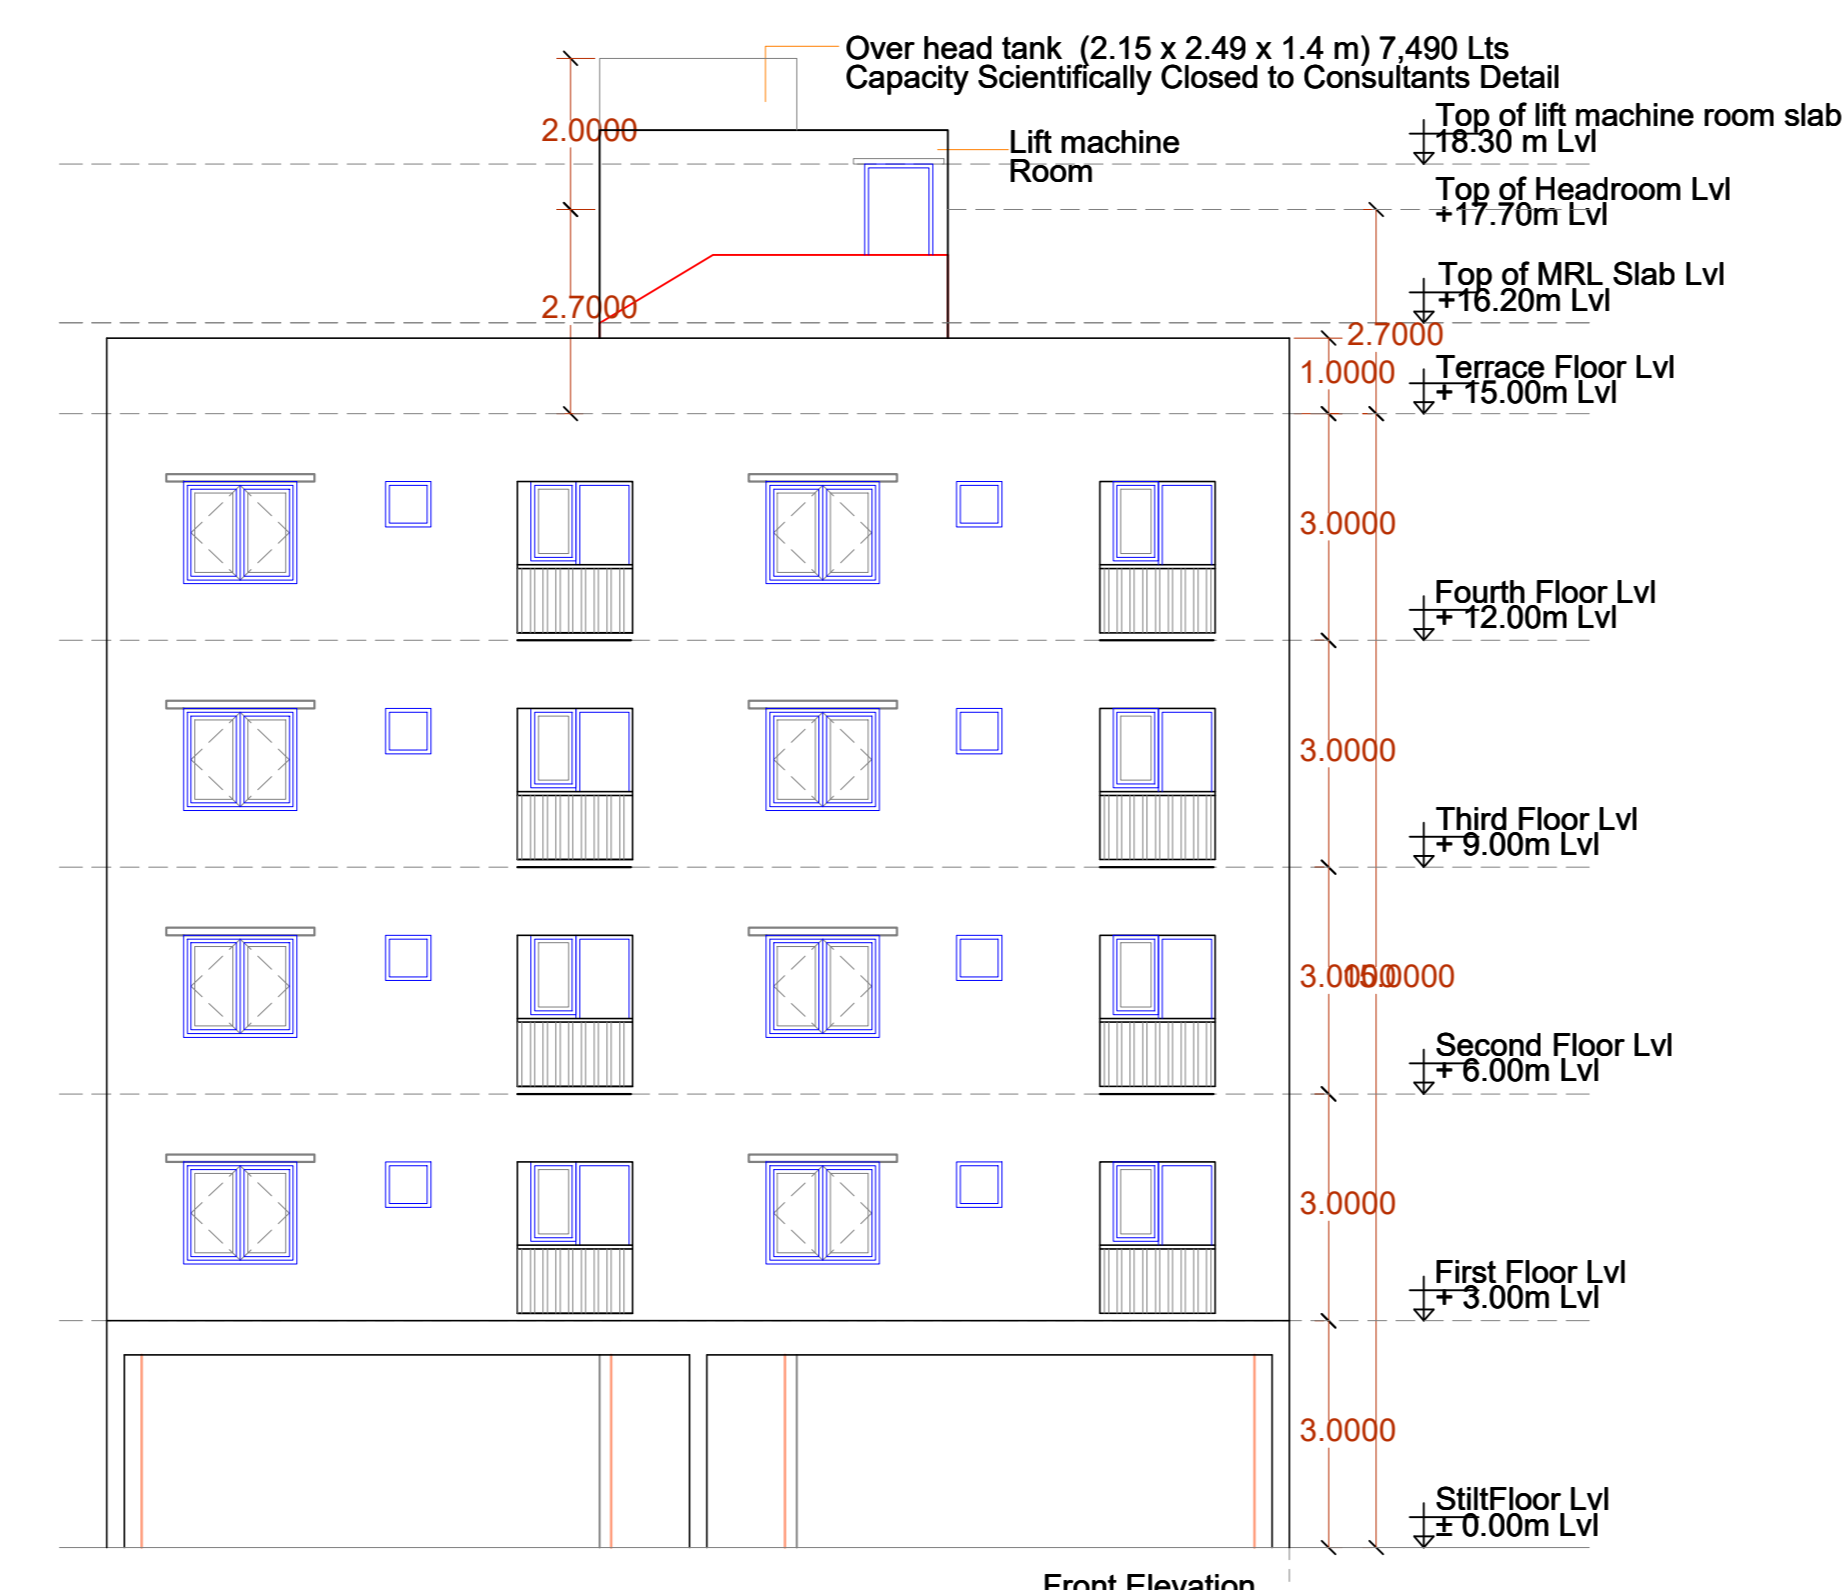 Over head tank (2.15 x 2.49 x 1.4 m) 7,490 Lts
Capacity Scientifically Closed to Consultants Detail
Top of lift machine room slab
18.30 m Lvl
2.0000
Lift machine
Room
Top of Headroom Lvl
+17.70m Lvl
Top of MRL Slab Lvl
+16.20m Lvl
2.7000
2.7000
1.0000
Terrace Floor Lvl
+ 15.00m Lvl
3.0000
Fourth Floor Lvl
+ 12.00m Lvl
3.0000
Third Floor Lvl
+ 9.00m Lvl
3.0000
15.0000
Second Floor Lvl
+ 6.00m Lvl
3.0000
First Floor Lvl
+ 3.00m Lvl
3.0000
StiltFloor Lvl
± 0.00m Lvl
Front Elevation